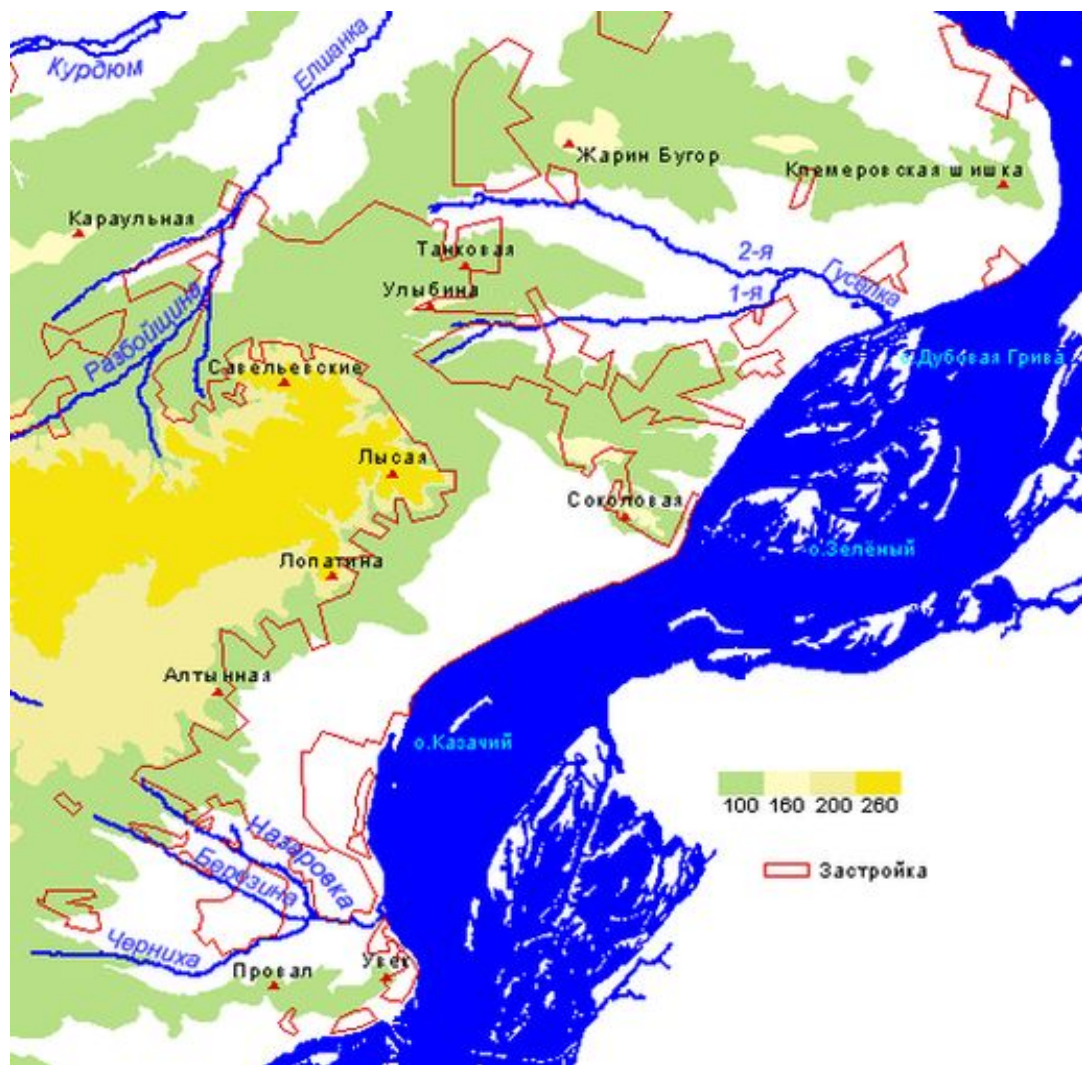 Курдюм
Елшанка
Жарин Бугор
Клемеровская шишка
Караульная
Танковая
2-я
Гуселка
Улыбина
1-я
Разбойщина
о.Дубовая Грива
Савельевские
Лысая
Соколовая
о.Зелёный
Лопатина
Алтынная
о.Казачий
100 160 200 260
Назаровка
Березина
Застройка
Черниха
Провал
Увек